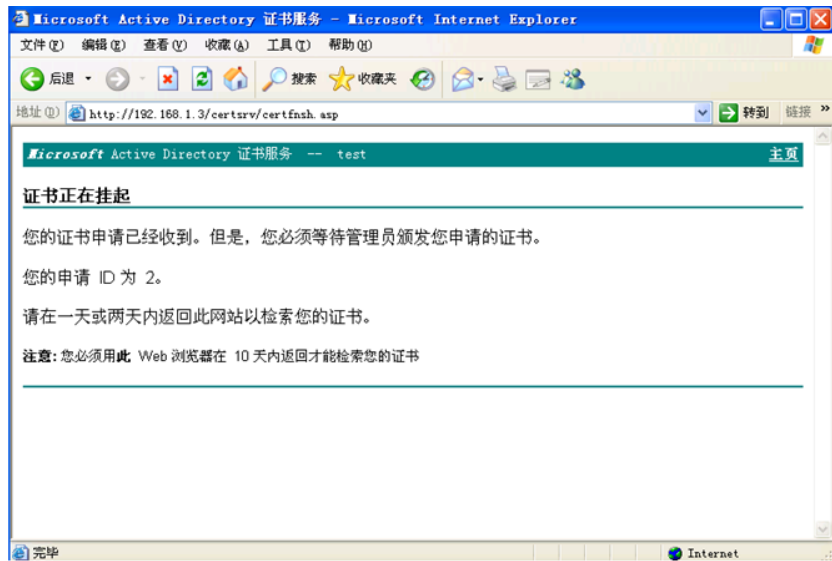 Microsoft Active Directory 证书服务 - Microsoft Internet Explorer
文件(F) 编辑(E) 查看(V) 收藏(A) 工具(T) 帮助(H)
后退 搜索 收藏夹
地址(D) http://192.168.1.3/certsrv/certfnsh.asp 转到 链接 »
Microsoft Active Directory 证书服务 -- test 主页
证书正在挂起
您的证书申请已经收到。但是，您必须等待管理员颁发您申请的证书。
您的申请 ID 为 2。
请在一天或两天内返回此网站以检索您的证书。
注意: 您必须用此 Web 浏览器在 10 天内返回才能检索您的证书
完毕 Internet